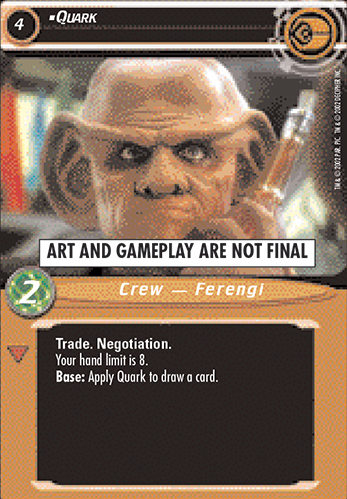 4
▪Quark
TM & © 2002 PAR. PIC. TM & © 2002 DECIPHER INC.
ART AND GAMEPLAY ARE NOT FINAL
2
Crew — Ferengi
Trade. Negotiation.
Your hand limit is 8.
Base: Apply Quark to draw a card.